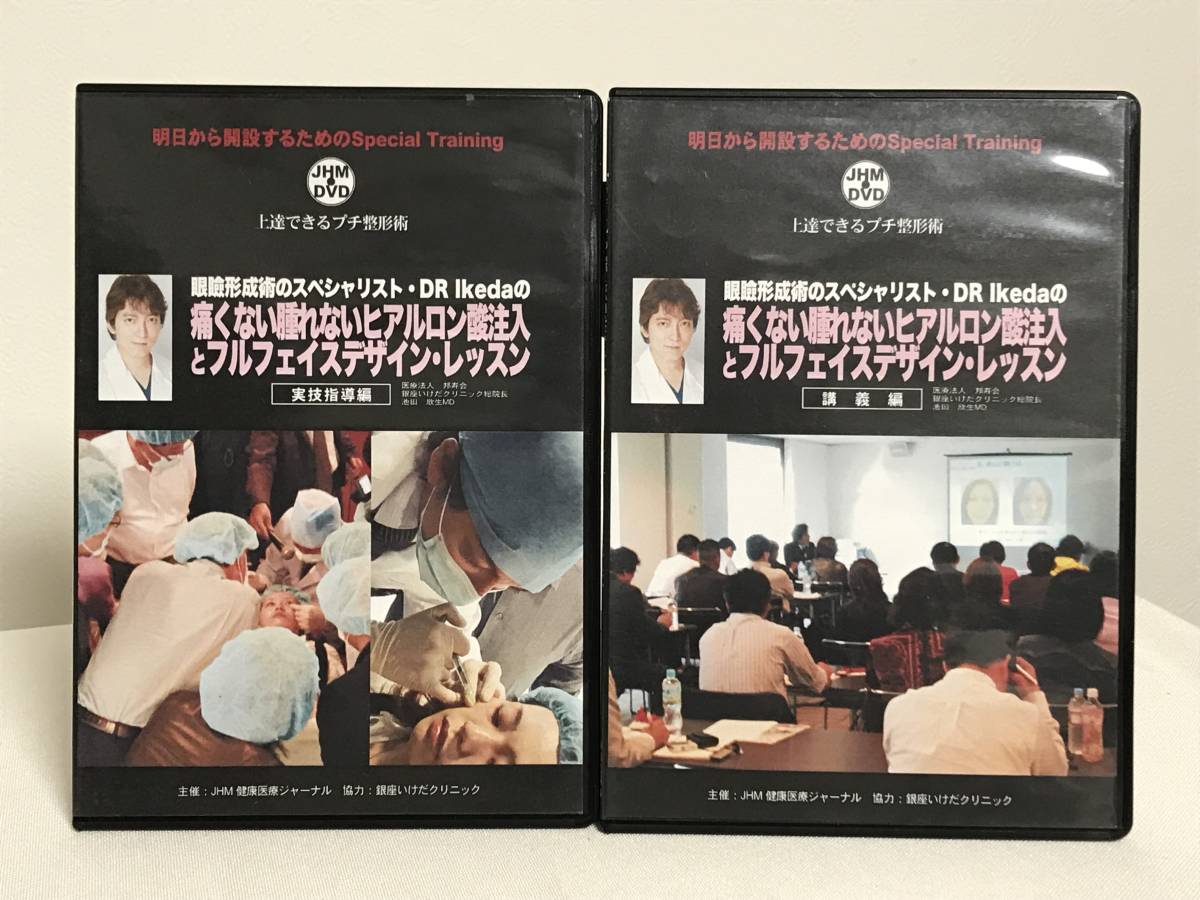 明日から開設するためのSpecial Training
JHM
DVD
上達できるプチ整形術
眼瞼形成術のスペシャリスト・DR Ikedaの
痛くない腫れないヒアルロン酸注入
とフルフェイスデザイン・レッスン
実技指導編
医療法人 邦寿会
銀座いけだクリニック総院長
池田 欣生MD
主催:JHM 健康医療ジャーナル 協力:銀座いけだクリニック
明日から開設するためのSpecial Training
JHM
DVD
上達できるプチ整形術
眼瞼形成術のスペシャリスト・DR Ikedaの
痛くない腫れないヒアルロン酸注入
とフルフェイスデザイン・レッスン
講義編
医療法人 邦寿会
銀座いけだクリニック総院長
池田 欣生MD
主催:JHM 健康医療ジャーナル 協力:銀座いけだクリニック